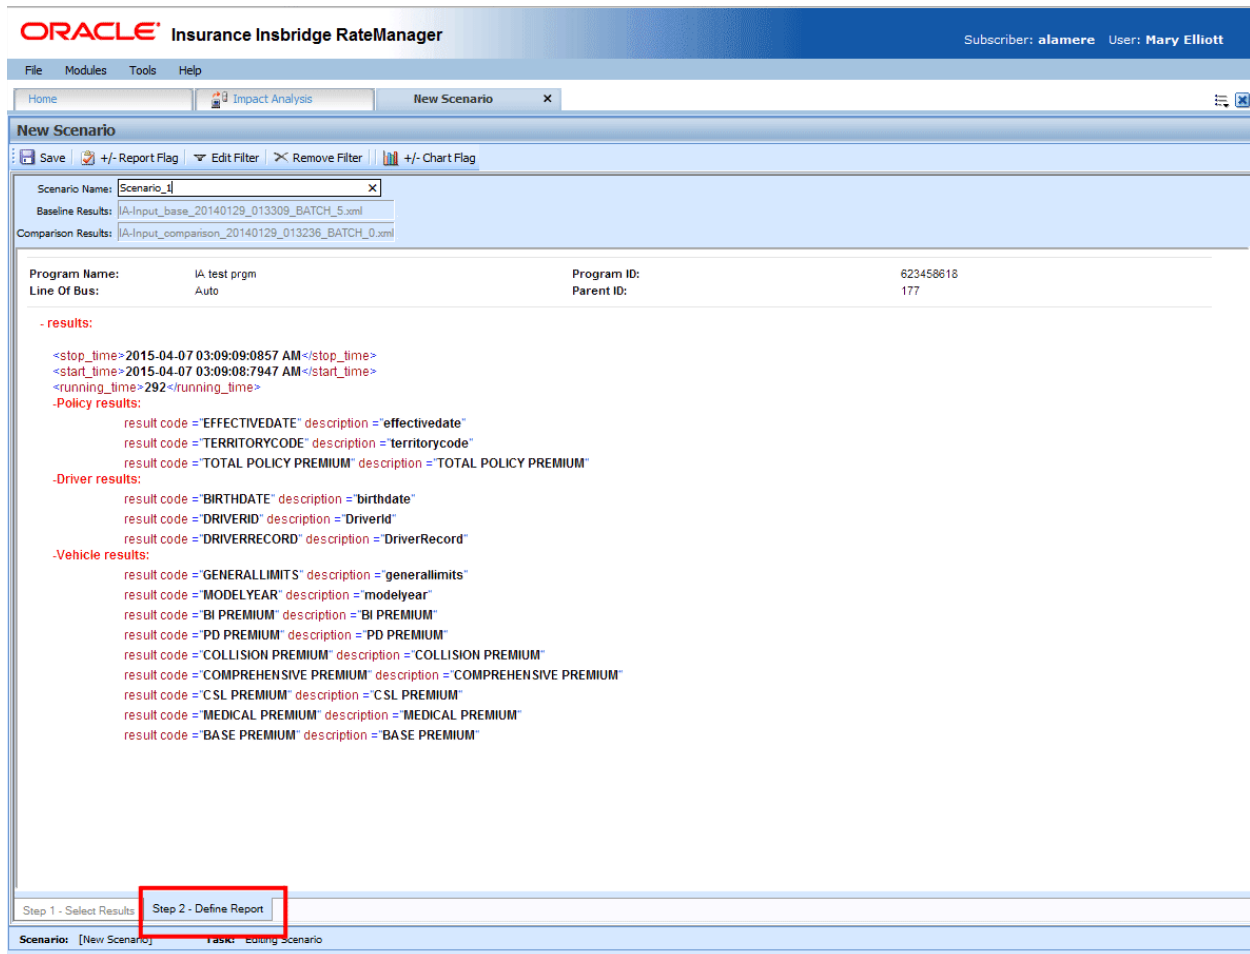 ORACLE Insurance Insbridge RateManager
Subscriber: alamere User: Mary Elliott
File Modules Tools Help
Home Impact Analysis New Scenario
New Scenario
Save +/- Report Flag Edit Filter Remove Filter +/- Chart Flag
Scenario Name: Scenario_1
Baseline Results: IA-Input_base_20140129_013309_BATCH_5.xml
Comparison Results: IA-Input_comparison_20140129_013236_BATCH_0.xml
Program Name: IA test prgm Program ID: 623458618
Line Of Bus: Auto Parent ID: 177
- results:
<stop_time>2015-04-07 03:09:09:0857 AM</stop_time>
<start_time>2015-04-07 03:09:08:7947 AM</start_time>
<running_time>292</running_time>
-Policy results:
result code ="EFFECTIVEDATE" description ="effectivedate"
result code ="TERRITORYCODE" description ="territorycode"
result code ="TOTAL POLICY PREMIUM" description ="TOTAL POLICY PREMIUM"
-Driver results:
result code ="BIRTHDATE" description ="birthdate"
result code ="DRIVERID" description ="DriverId"
result code ="DRIVERRECORD" description ="DriverRecord"
-Vehicle results:
result code ="GENERALLIMITS" description ="generallimits"
result code ="MODELYEAR" description ="modelyear"
result code ="BI PREMIUM" description ="BI PREMIUM"
result code ="PD PREMIUM" description ="PD PREMIUM"
result code ="COLLISION PREMIUM" description ="COLLISION PREMIUM"
result code ="COMPREHENSIVE PREMIUM" description ="COMPREHENSIVE PREMIUM"
result code ="CSL PREMIUM" description ="CSL PREMIUM"
result code ="MEDICAL PREMIUM" description ="MEDICAL PREMIUM"
result code ="BASE PREMIUM" description ="BASE PREMIUM"
Step 1 - Select Results Step 2 - Define Report
Scenario: [New Scenario] Task: Editing Scenario